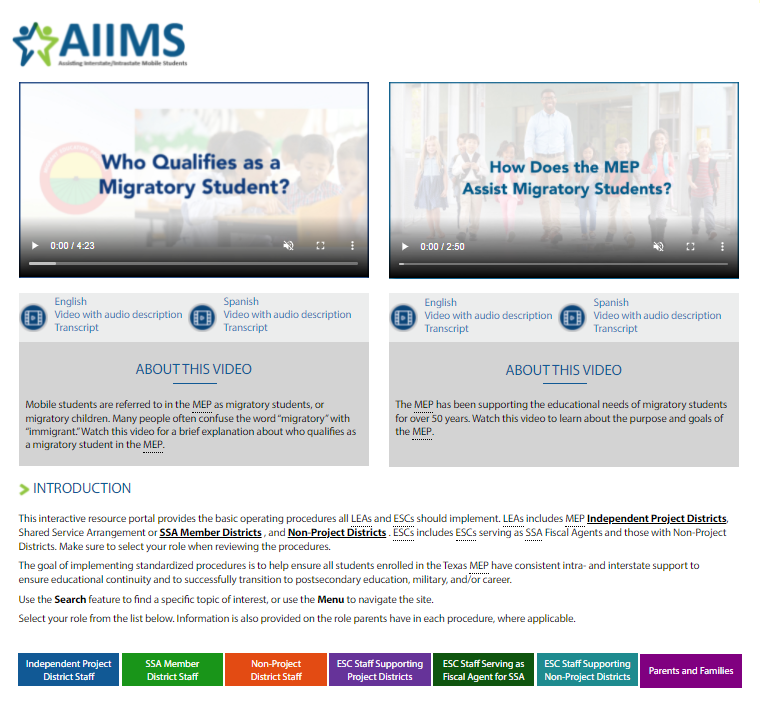 AIIMS
Assisting Interstate/Intrastate Mobile Students
Who Qualifies as a
Migratory Student?
0:00 / 4:23
How Does the MEP
Assist Migratory Students?
0:00 / 2:50
English
Video with audio description
Transcript
Spanish
Video with audio description
Transcript
English
Video with audio description
Transcript
Spanish
Video with audio description
Transcript
ABOUT THIS VIDEO
Mobile students are referred to in the MEP as migratory students, or
migratory children. Many people often confuse the word “migratory” with
“immigrant.” Watch this video for a brief explanation about who qualifies as
a migratory student in the MEP.
ABOUT THIS VIDEO
The MEP has been supporting the educational needs of migratory students
for over 50 years. Watch this video to learn about the purpose and goals of
the MEP.
INTRODUCTION
This interactive resource portal provides the basic operating procedures all LEAs and ESCs should implement. LEAs includes MEP Independent Project Districts,
Shared Service Arrangement or SSA Member Districts , and Non-Project Districts . ESCs includes ESCs serving as SSA Fiscal Agents and those with Non-Project
Districts. Make sure to select your role when reviewing the procedures.
The goal of implementing standardized procedures is to help ensure all students enrolled in the Texas MEP have consistent intra- and interstate support to
ensure educational continuity and to successfully transition to postsecondary education, military, and/or career.
Use the Search feature to find a specific topic of interest, or use the Menu to navigate the site.
Select your role from the list below. Information is also provided on the role parents have in each procedure, where applicable.
Independent Project
District Staff
SSA Member
District Staff
Non-Project
District Staff
ESC Staff Supporting
Project Districts
ESC Staff Serving as
Fiscal Agent for SSA
ESC Staff Supporting
Non-Project Districts
Parents and Families